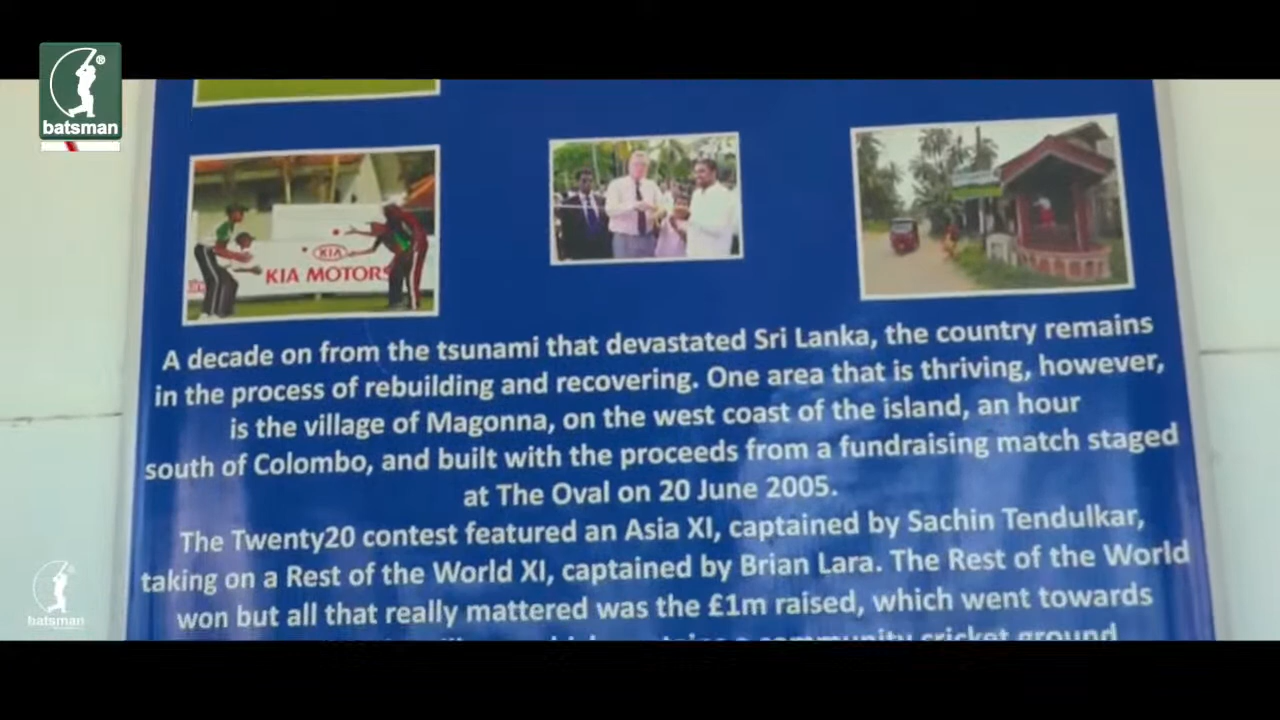 batsman
KIA
KIA MOTORS
A decade on from the tsunami that devastated Sri Lanka, the country remains
in the process of rebuilding and recovering. One area that is thriving, however,
is the village of Magonna, on the west coast of the island, an hour
south of Colombo, and built with the proceeds from a fundraising match staged
at The Oval on 20 June 2005.
The Twenty20 contest featured an Asia XI, captained by Sachin Tendulkar,
taking on a Rest of the World XI, captained by Brian Lara. The Rest of the World
won but all that really mattered was the £1m raised, which went towards
community cricket ground
batsman